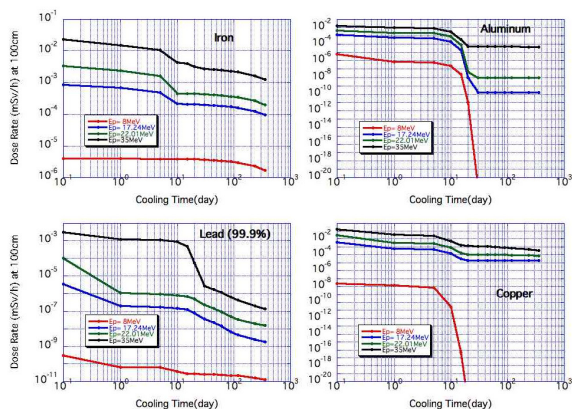 Iron
Dose Rate (mSv/h) at 100cm
10^-1
10^-2
10^-3
10^-4
10^-5
10^-6
Ep= 8MeV
Ep= 17.24MeV
Ep= 22.01MeV
Ep=35MeV
10^-1 10^0 10^1 10^2 10^3
Cooling Time(day)
Aluminum
10^-2
10^-4
10^-6
10^-8
10^-10
10^-12
10^-14
10^-16
10^-18
10^-20
Ep= 8MeV
Ep= 17.24MeV
Ep=22.01MeV
Ep=35MeV
10^-1 10^0 10^1 10^2 10^3
Cooling Time(day)
Lead (99.9%)
Dose Rate (mSv/h) at 100cm
10^-3
10^-5
10^-7
10^-9
10^-11
Ep= 8MeV
Ep= 17.24MeV
Ep= 22.01MeV
Ep=35MeV
10^-1 10^0 10^1 10^2 10^3
Cooling Time(day)
Copper
10^-2
10^-4
10^-6
10^-8
10^-10
10^-12
10^-14
10^-16
10^-18
10^-20
Ep= 8MeV
Ep= 17.24MeV
Ep= 22.01MeV
Ep=35MeV
10^-1 10^0 10^1 10^2 10^3
Cooling Time(day)